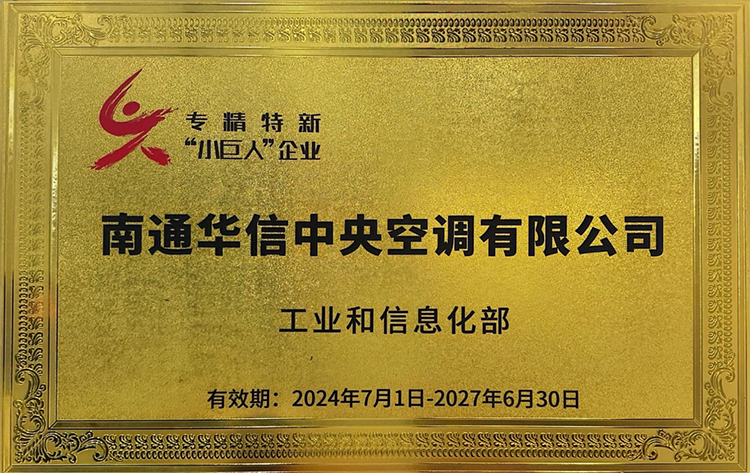 专精特新
“小巨人”企业
南通华信中央空调有限公司
工业和信息化部
有效期：2024年7月1日-2027年6月30日